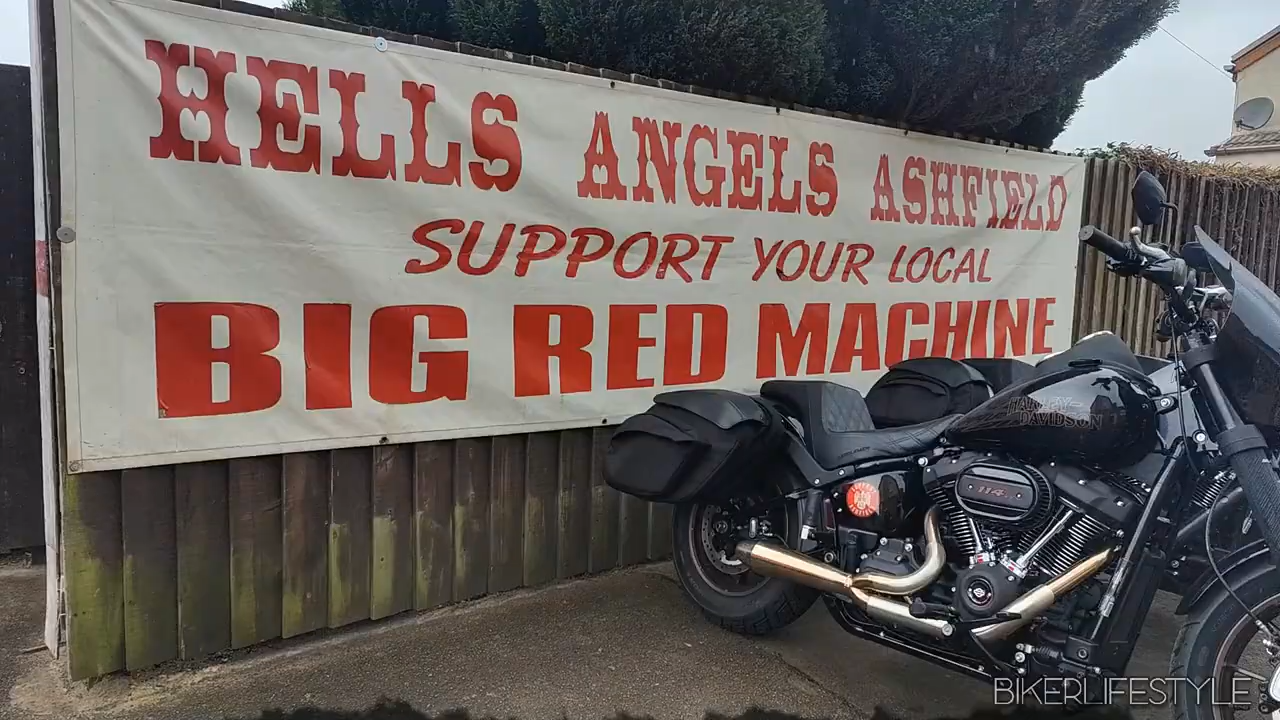 HELLS ANGELS ASHFIELD
SUPPORT YOUR LOCAL
BIG RED MACHINE
HARLEY-DAVIDSON
114
BIKERLIFESTYLE